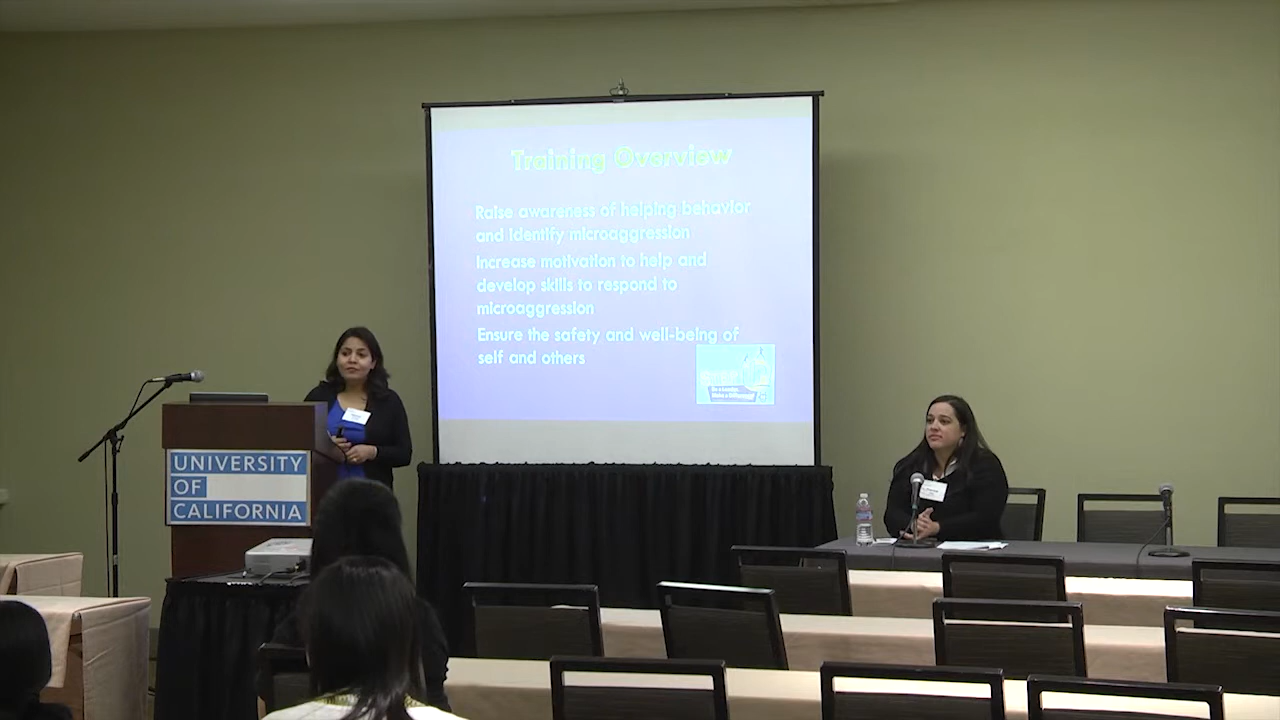 Training Overview
Raise awareness of helping behavior
and identify microaggression
Increase motivation to help and
develop skills to respond to
microaggression
Ensure the safety and well-being of
self and others
UNIVERSITY
OF
CALIFORNIA